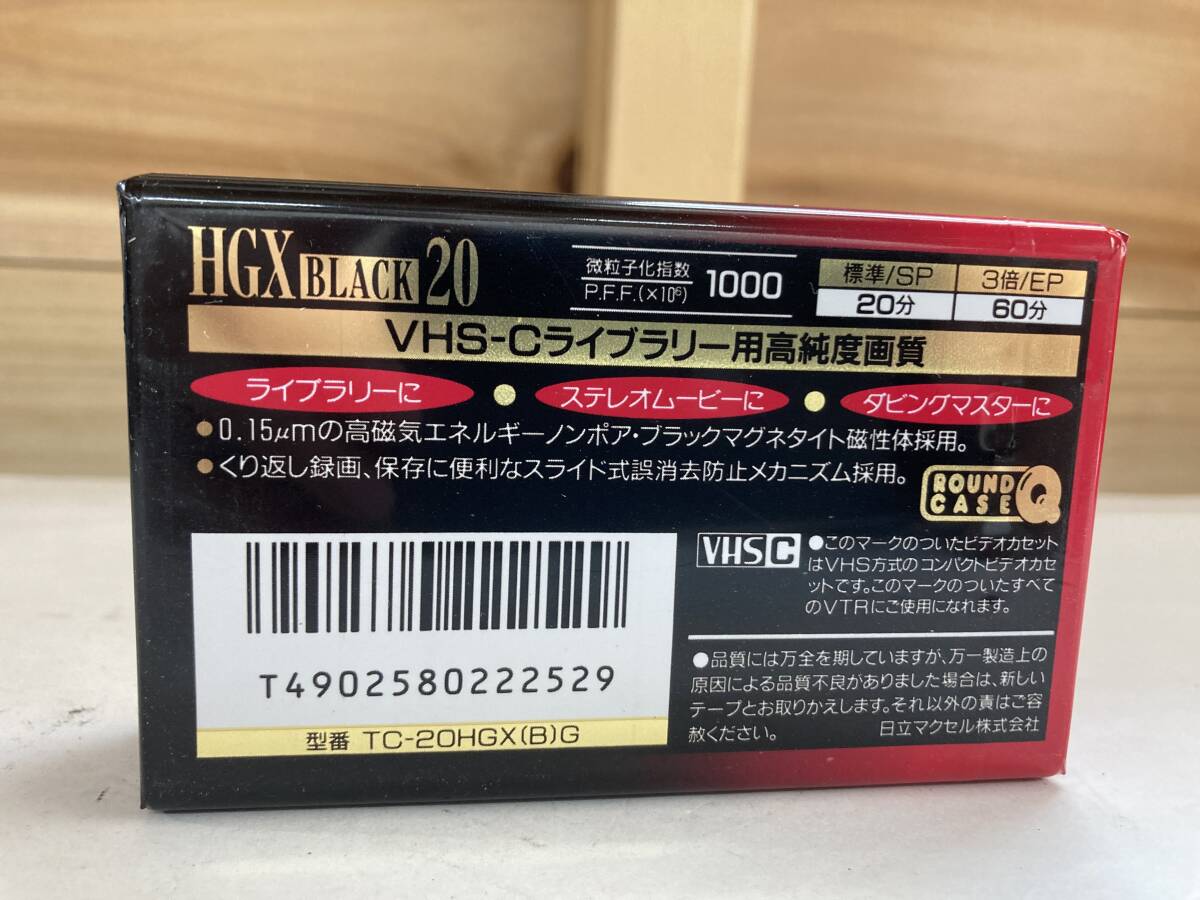 HGX BLACK 20
微粒子化指数
P.F.F.(×10⁶)
1000
標準/SP 3倍/EP
20分 60分
VHS-Cライブラリー用高純度画質
ライブラリーに ● ステレオムービーに ● ダビングマスターに
●0.15μmの高磁気エネルギーノンポア・ブラックマグネタイト磁性体採用。
●くり返し録画、保存に便利なスライド式誤消去防止メカニズム採用。
ROUND
CASE Q
VHS C
●このマークのついたビデオカセット
はVHS方式のコンパクトビデオカセ
ットです。このマークのついたすべて
のVTRにご使用になれます。
T4902580222529
型番 TC-20HGX(B)G
●品質には万全を期していますが、万一製造上の
原因による品質不良がありました場合は、新しい
テープとお取りかえします。それ以外の責はご容
赦ください。 日立マクセル株式会社